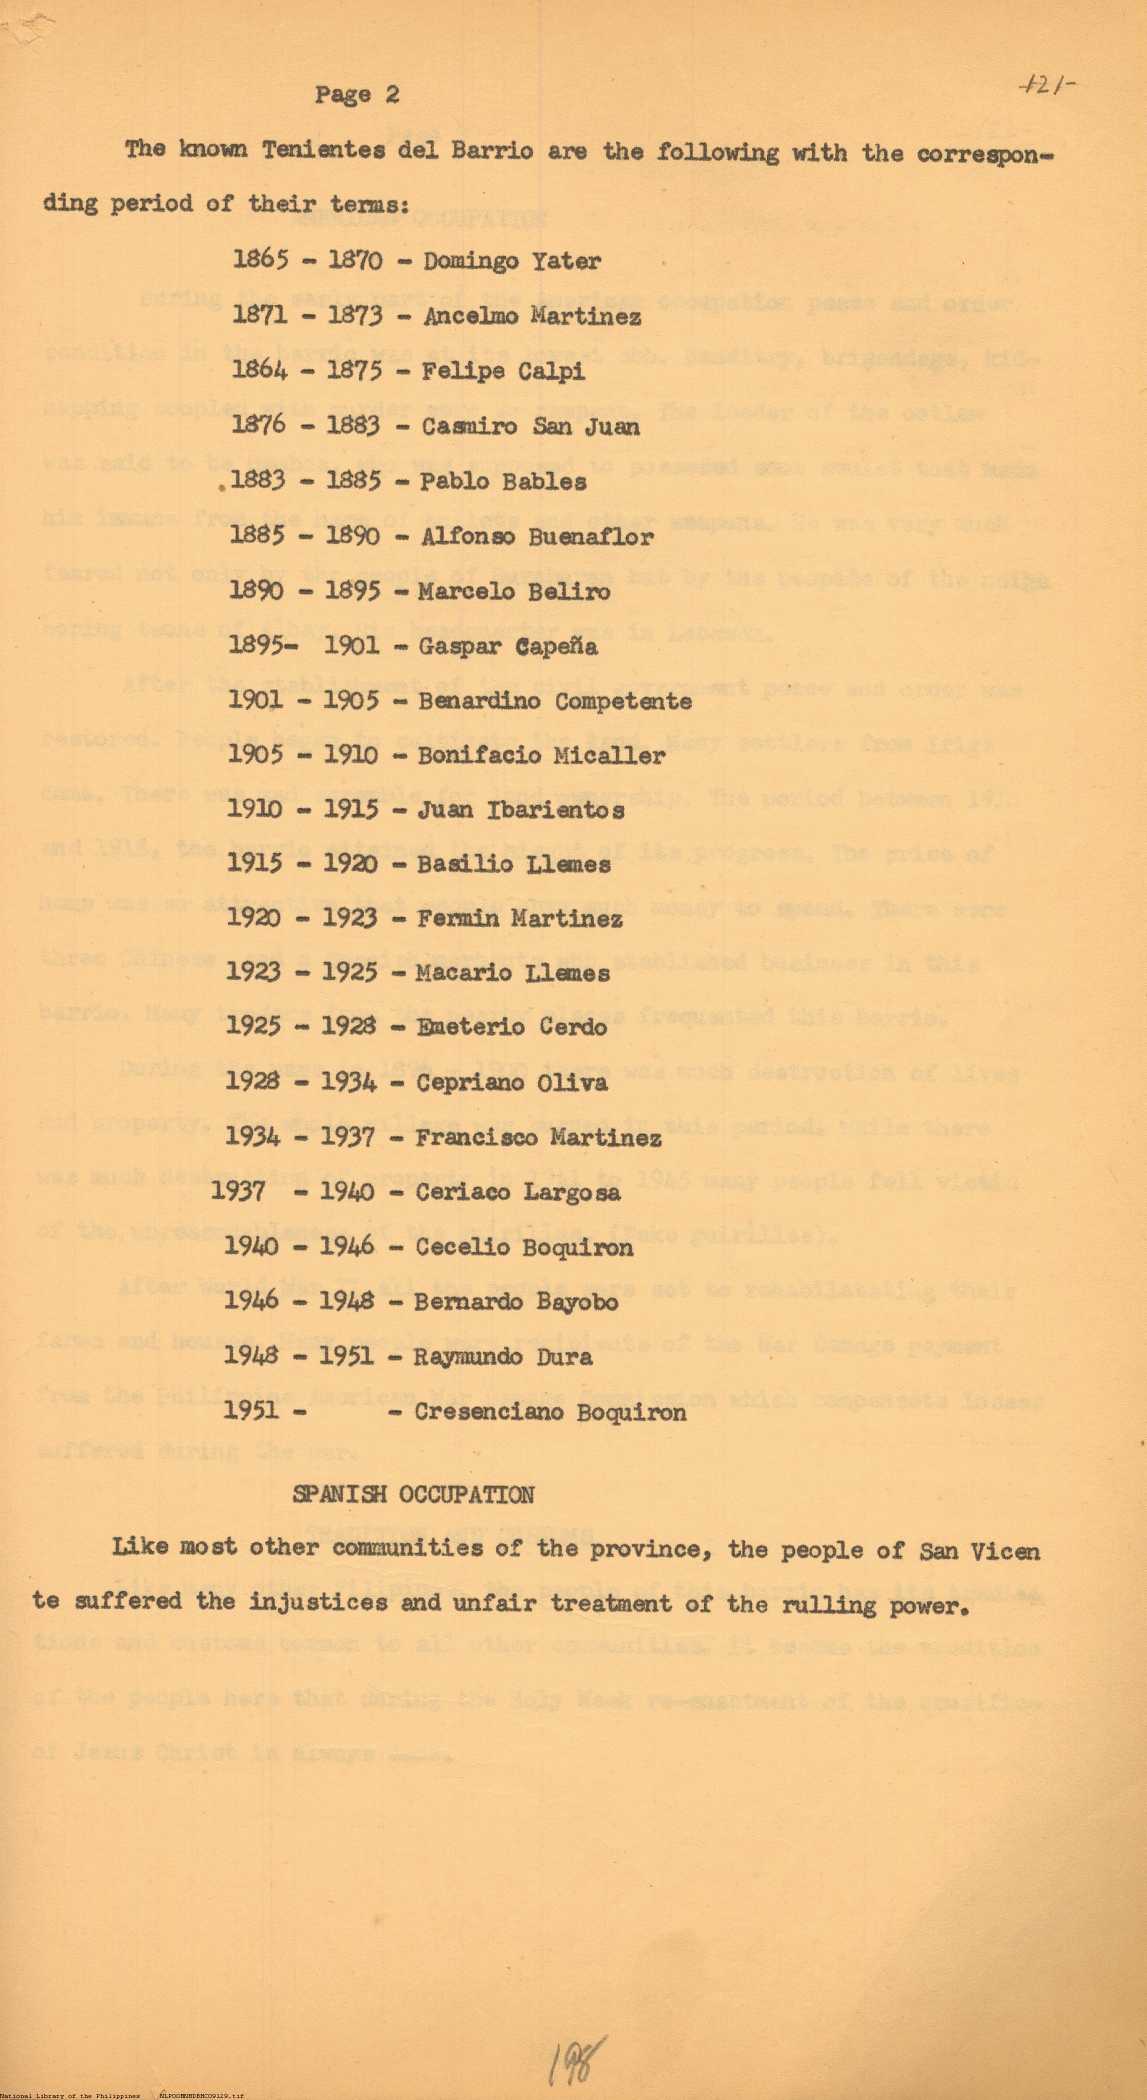 Page 2
121-
The known Tenientes del Barrio are the following with the correspon-
ding period of their terms:
1865 - 1870 - Domingo Yater
1871 - 1873 - Ancelmo Martinez
1864 - 1875 - Felipe Calpi
1876 - 1883 - Casmiro San Juan
.1883 - 1885 - Pablo Bables
1885 - 1890 - Alfonso Buenaflor
1890 - 1895 - Marcelo Beliro
1895- 1901 - Gaspar Capeña
1901 - 1905 - Benardino Competente
1905 - 1910 - Bonifacio Micaller
1910 - 1915 - Juan Ibarientos
1915 - 1920 - Basilio Llemes
1920 - 1923 - Fermin Martinez
1923 - 1925 - Macario Llemes
1925 - 1928 - Emeterio Cerdo
1928 - 1934 - Cepriano Oliva
1934 - 1937 - Francisco Martinez
1937 - 1940 - Ceriaco Largosa
1940 - 1946 - Cecelio Boquiron
1946 - 1948 - Bernardo Bayobo
1948 - 1951 - Raymundo Dura
1951 - - Cresenciano Boquiron
SPANISH OCCUPATION
Like most other communities of the province, the people of San Vicen
te suffered the injustices and unfair treatment of the rulling power.
198
National Library of the Philippines